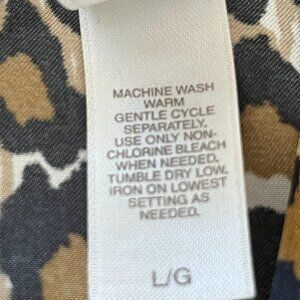 MACHINE WASH
WARM
GENTLE CYCLE
SEPARATELY.
USE ONLY NON-
CHLORINE BLEACH
WHEN NEEDED.
TUMBLE DRY LOW.
IRON ON LOWEST
SETTING AS
NEEDED.
L/G